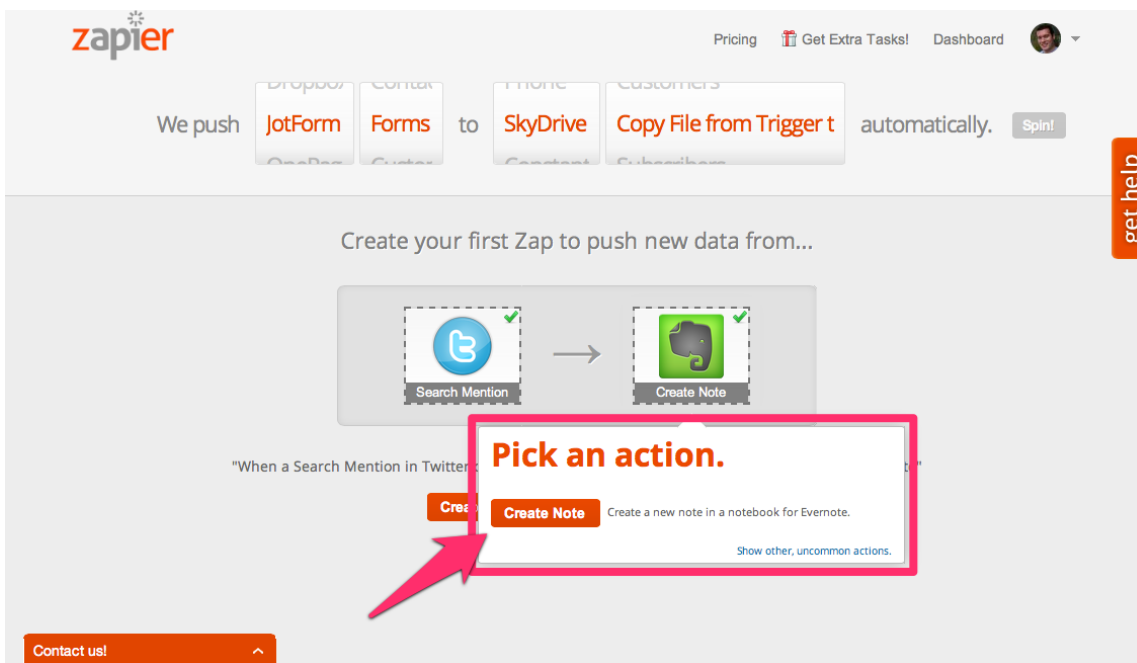 zapier
Pricing Get Extra Tasks! Dashboard
We push JotForm Forms to SkyDrive Copy File from Trigger t automatically. Spin!
get help
Create your first Zap to push new data from...
Search Mention
Create Note
Pick an action.
"When a Search Mention in Twitter
Create Note Create a new note in a notebook for Evernote.
Show other, uncommon actions.
Contact us!